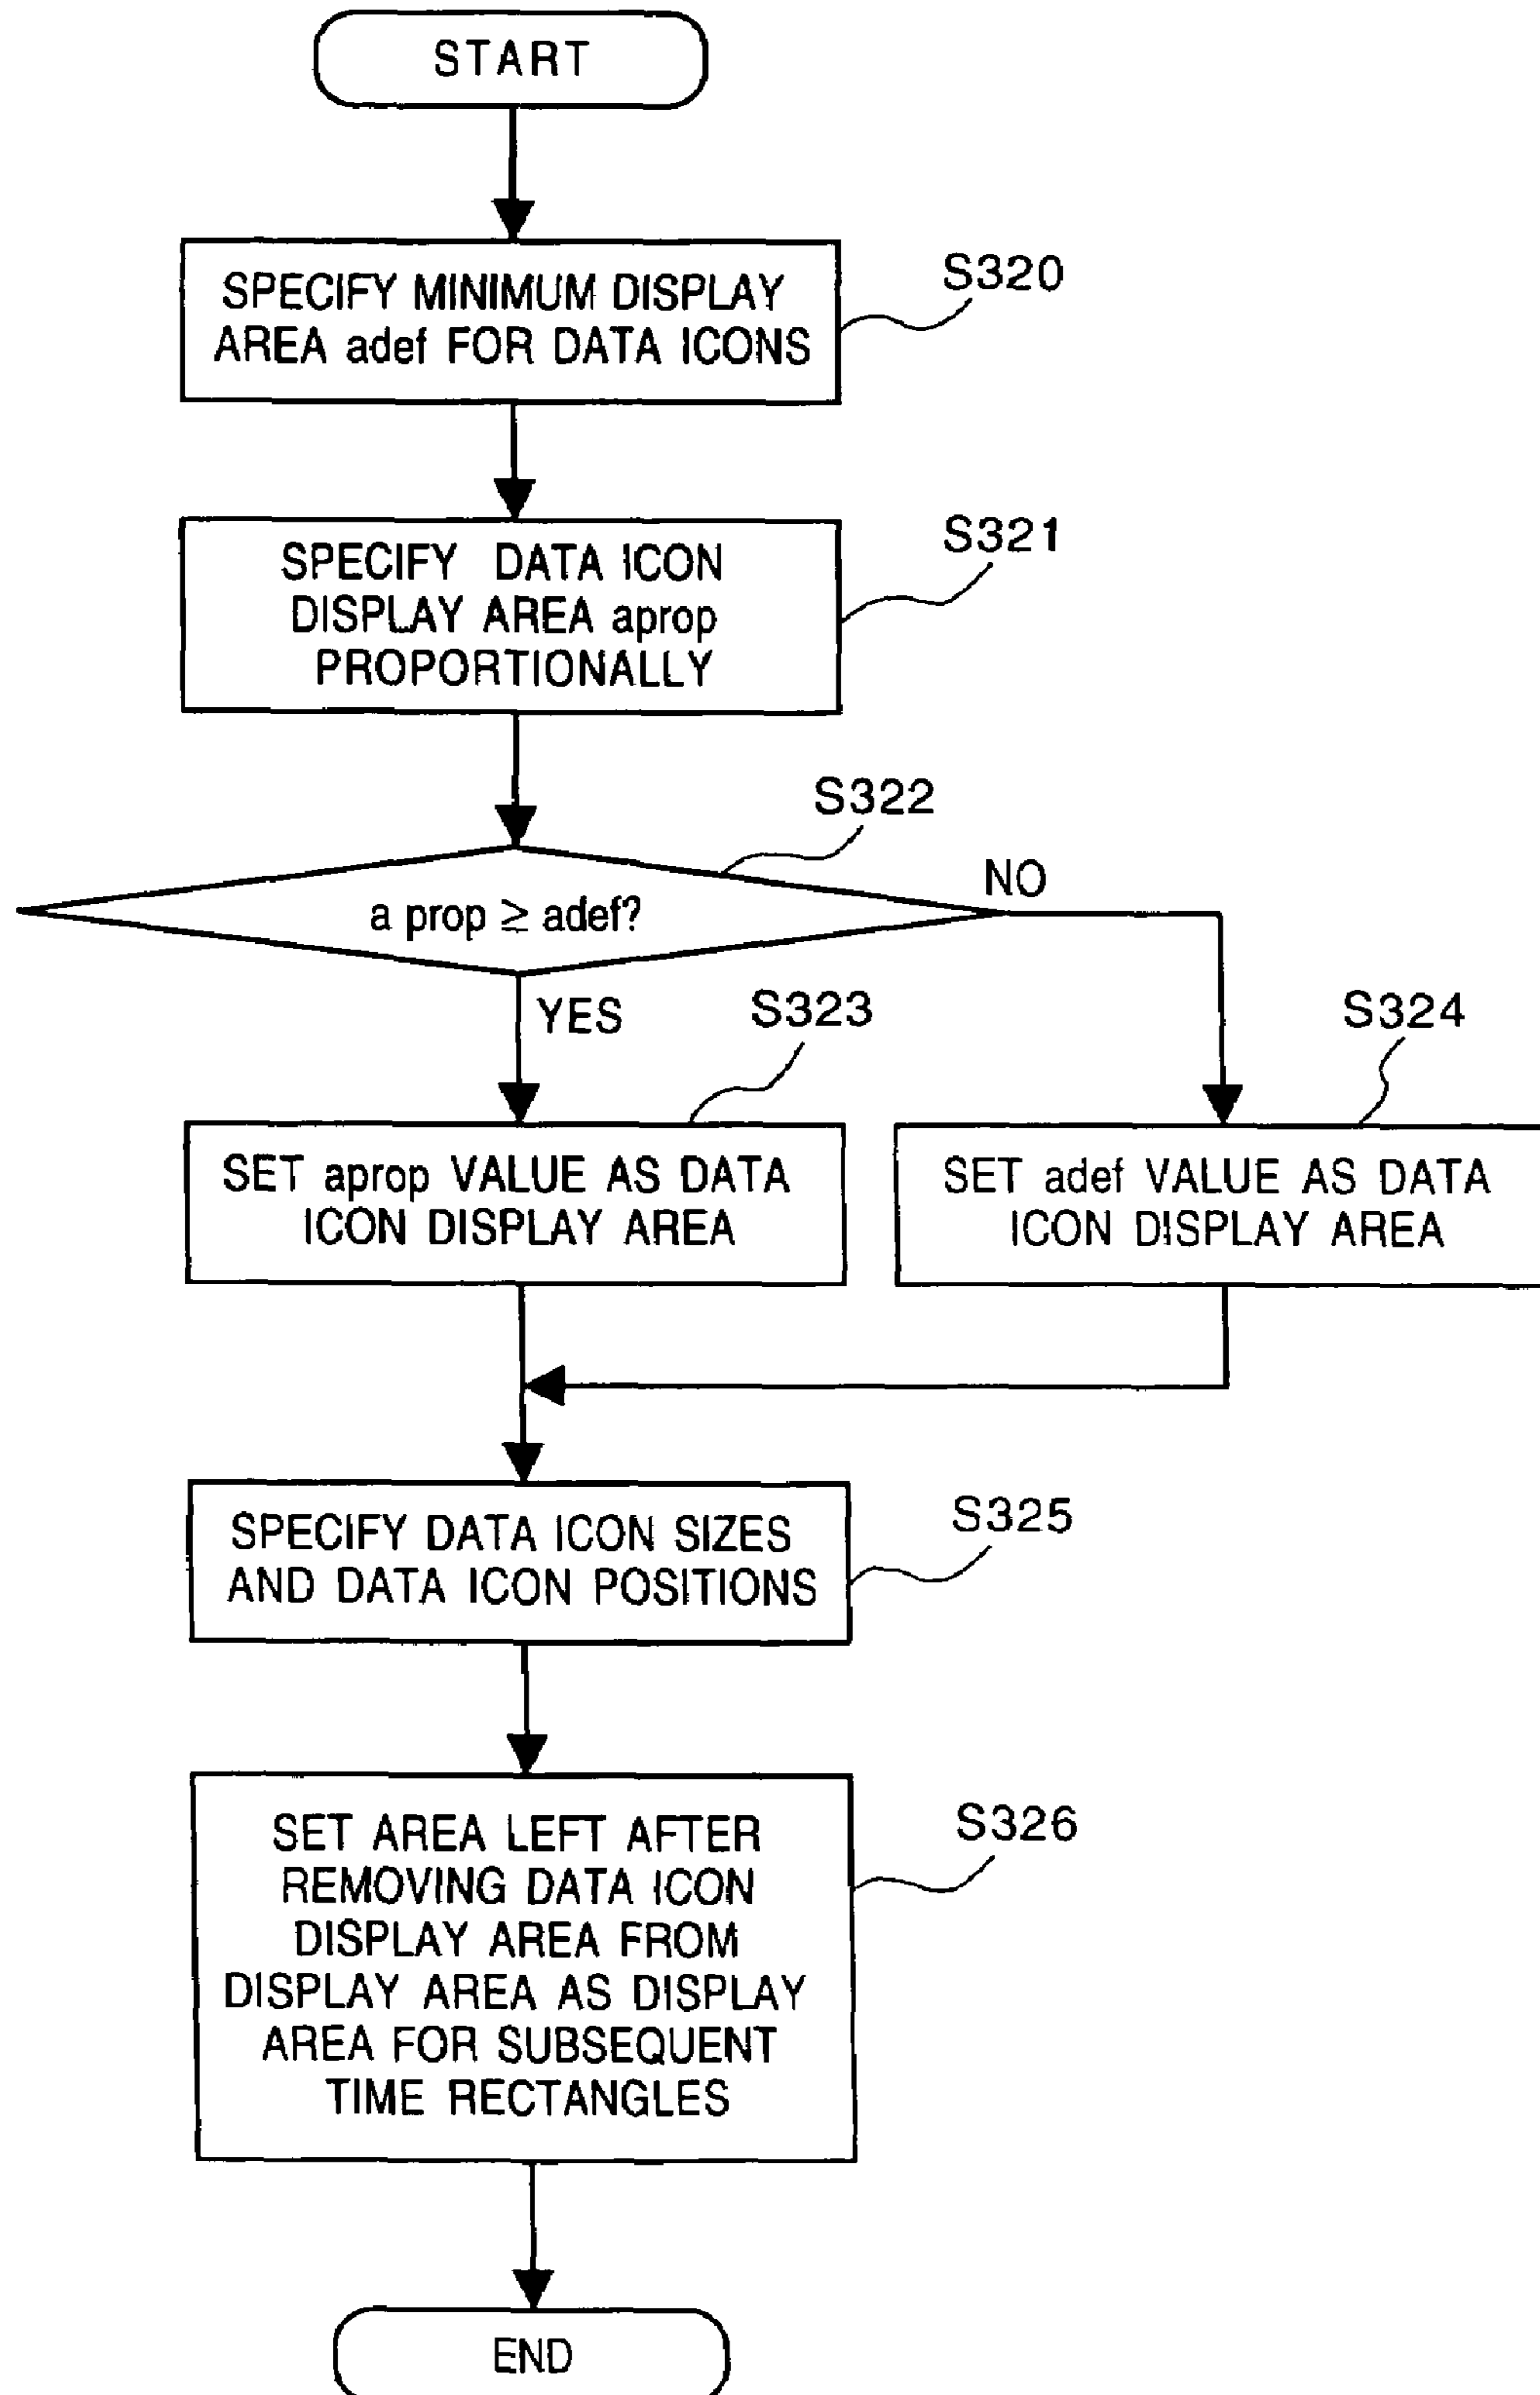 START
SPECIFY MINIMUM DISPLAY
AREA adef FOR DATA ICONS
S320
SPECIFY DATA ICON
DISPLAY AREA aprop
PROPORTIONALLY
S321
S322
a prop ≥ adef?
NO
YES
S323
S324
SET aprop VALUE AS DATA
ICON DISPLAY AREA
SET adef VALUE AS DATA
ICON DISPLAY AREA
SPECIFY DATA ICON SIZES
AND DATA ICON POSITIONS
S325
SET AREA LEFT AFTER
REMOVING DATA ICON
DISPLAY AREA FROM
DISPLAY AREA AS DISPLAY
AREA FOR SUBSEQUENT
TIME RECTANGLES
S326
END